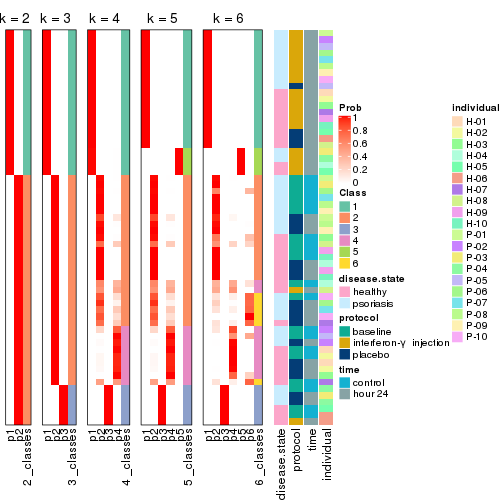 k = 2
k = 3
k = 4
k = 5
k = 6
p1
p2
2_classes
p1
p2
p3
3_classes
p1
p2
p3
p4
4_classes
p1
p2
p3
p4
p5
5_classes
p1
p2
p3
p4
p5
p6
6_classes
disease.state
protocol
time
individual
Prob
1
0.8
0.6
0.4
0.2
0
Class
1
2
3
4
5
6
disease.state
healthy
psoriasis
protocol
baseline
interferon-γ injection
placebo
time
control
hour 24
individual
H-01
H-02
H-03
H-04
H-05
H-06
H-07
H-08
H-09
H-10
P-01
P-02
P-03
P-04
P-05
P-06
P-07
P-08
P-09
P-10